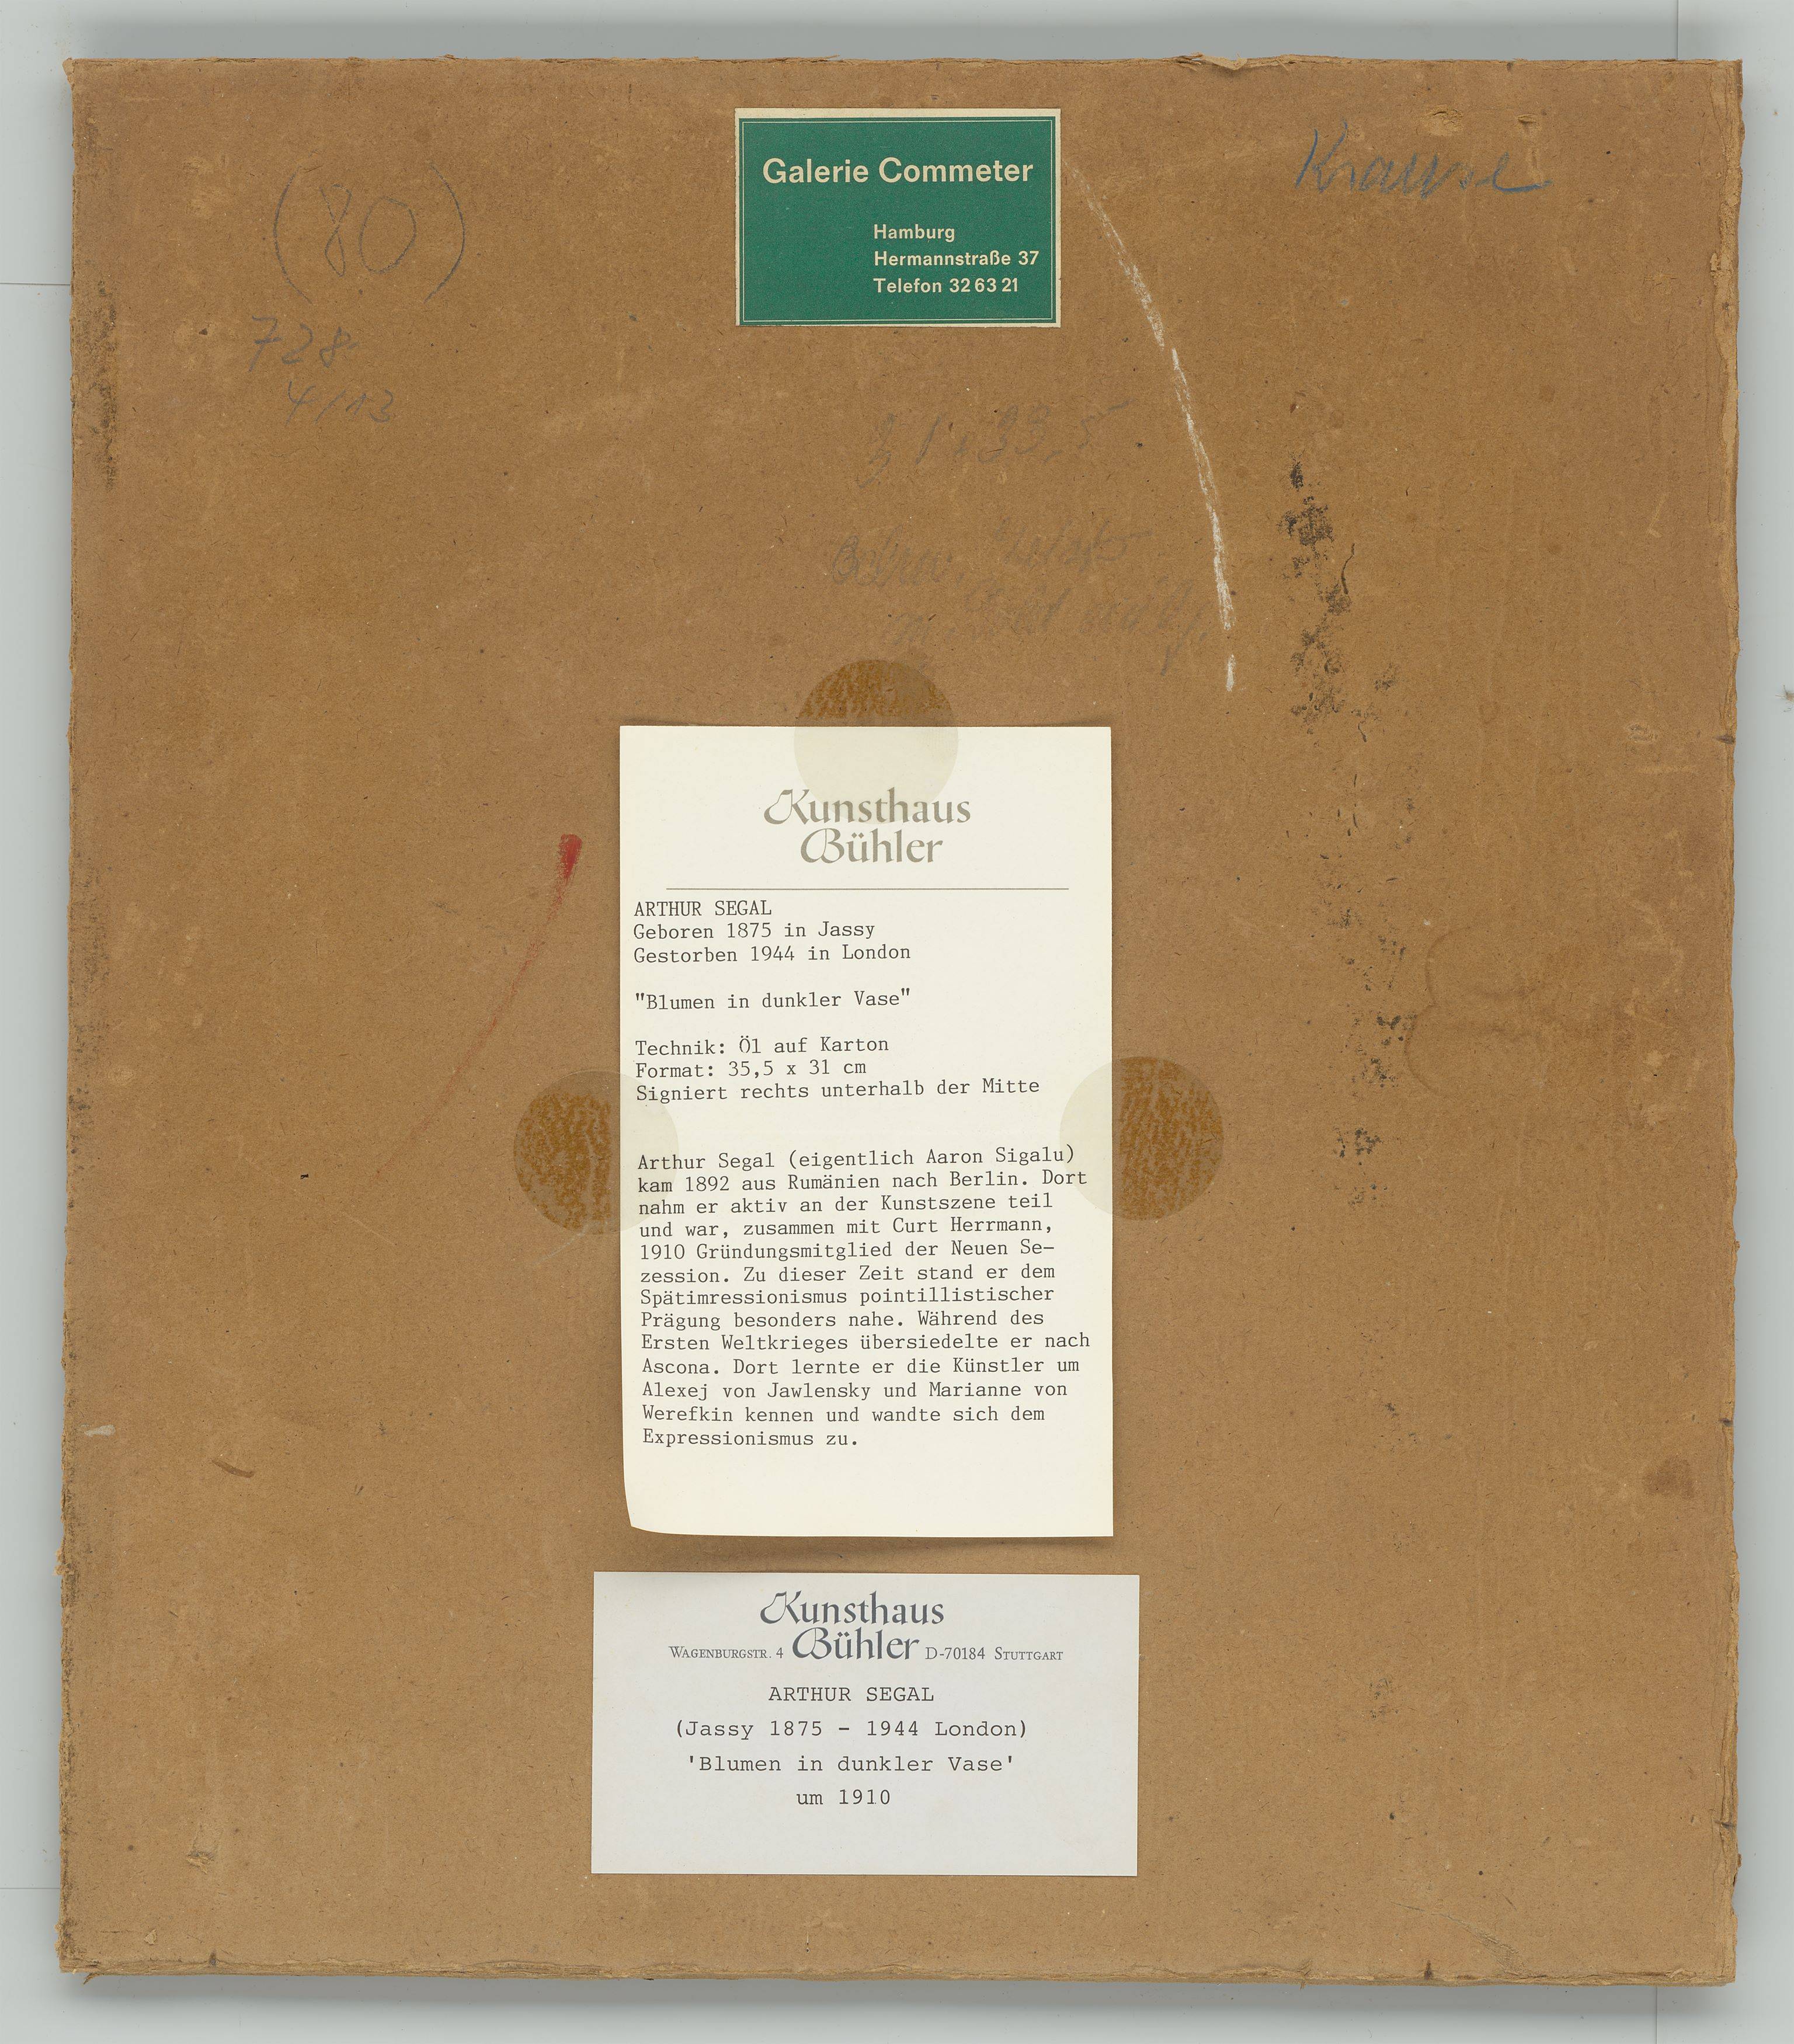 Galerie Commeter
Hamburg
Hermannstraße 37
Telefon 32 63 21
Krause
(80)
728
4/13
Kunsthaus
Bühler
ARTHUR SEGAL
Geboren 1875 in Jassy
Gestorben 1944 in London
"Blumen in dunkler Vase"
Technik: Öl auf Karton
Format: 35,5 x 31 cm
Signiert rechts unterhalb der Mitte
Arthur Segal (eigentlich Aaron Sigalu)
kam 1892 aus Rumänien nach Berlin. Dort
nahm er aktiv an der Kunstszene teil
und war, zusammen mit Curt Herrmann,
1910 Gründungsmitglied der Neuen Se-
zession. Zu dieser Zeit stand er dem
Spätimressionismus pointillistischer
Prägung besonders nahe. Während des
Ersten Weltkrieges übersiedelte er nach
Ascona. Dort lernte er die Künstler um
Alexej von Jawlensky und Marianne von
Werefkin kennen und wandte sich dem
Expressionismus zu.
Kunsthaus
WAGENBURGSTR. 4 Bühler D-70184 STUTTGART
ARTHUR SEGAL
(Jassy 1875 - 1944 London)
'Blumen in dunkler Vase'
um 1910